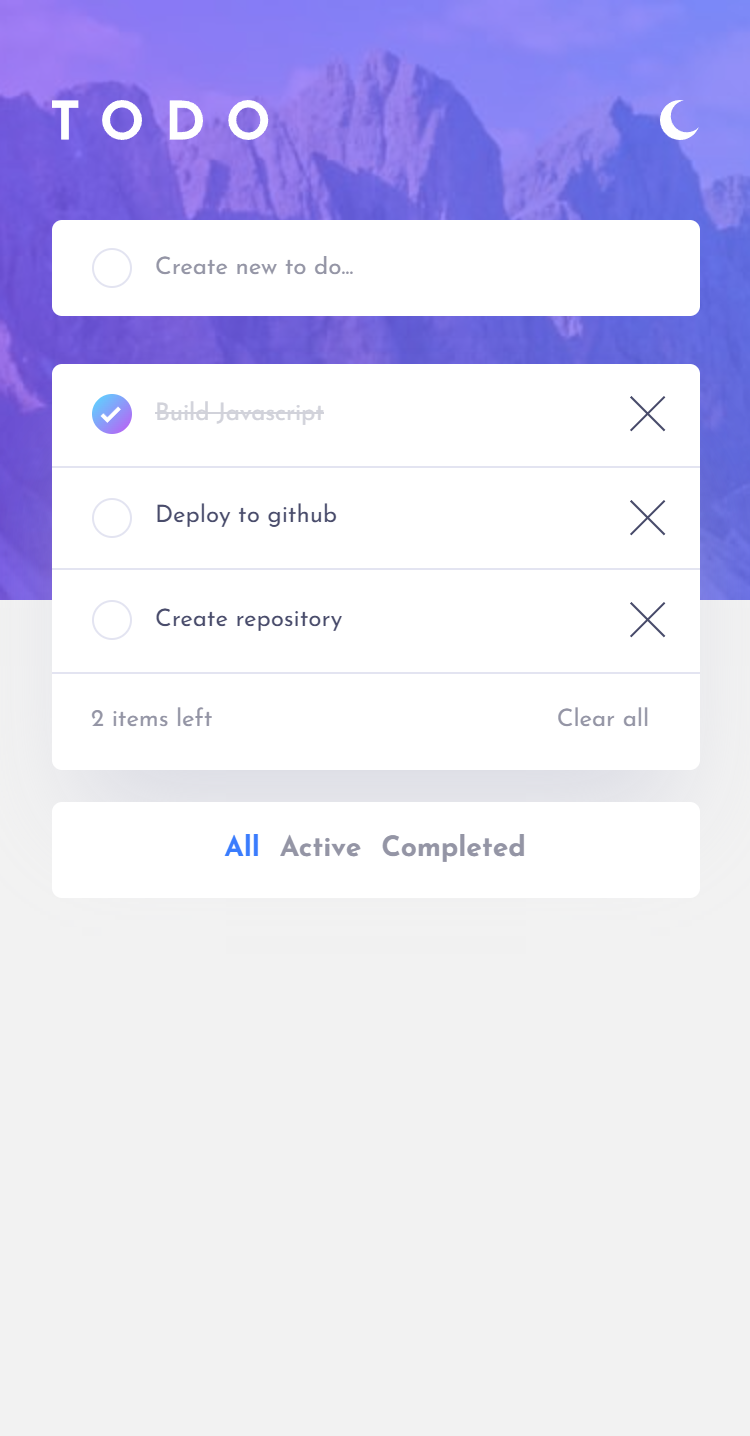 TODO
Create new to do...
Build Javascript
Deploy to github
Create repository
2 items left Clear all
All Active Completed